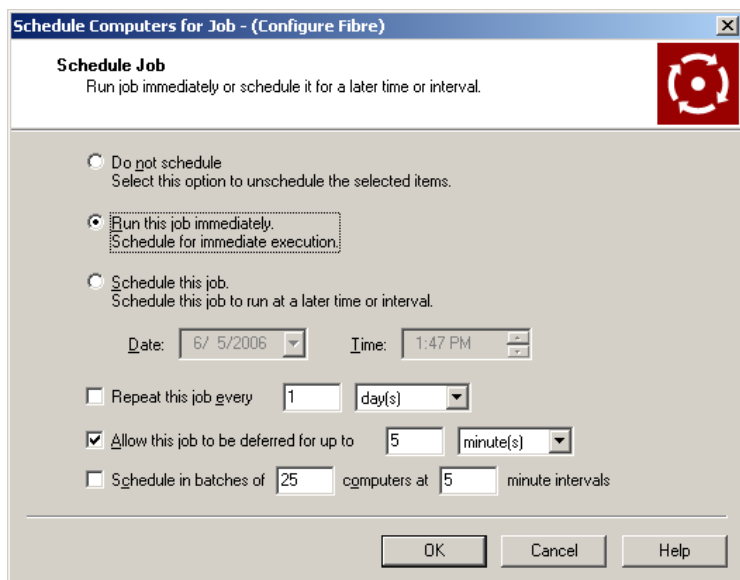 Schedule Computers for Job - (Configure Fibre)
Schedule Job
Run job immediately or schedule it for a later time or interval.
Do not schedule
Select this option to unschedule the selected items.
Run this job immediately.
Schedule for immediate execution.
Schedule this job.
Schedule this job to run at a later time or interval.
Date: 6/ 5/2006 Time: 1:47 PM
Repeat this job every 1 day(s)
Allow this job to be deferred for up to 5 minute(s)
Schedule in batches of 25 computers at 5 minute intervals
OK Cancel Help